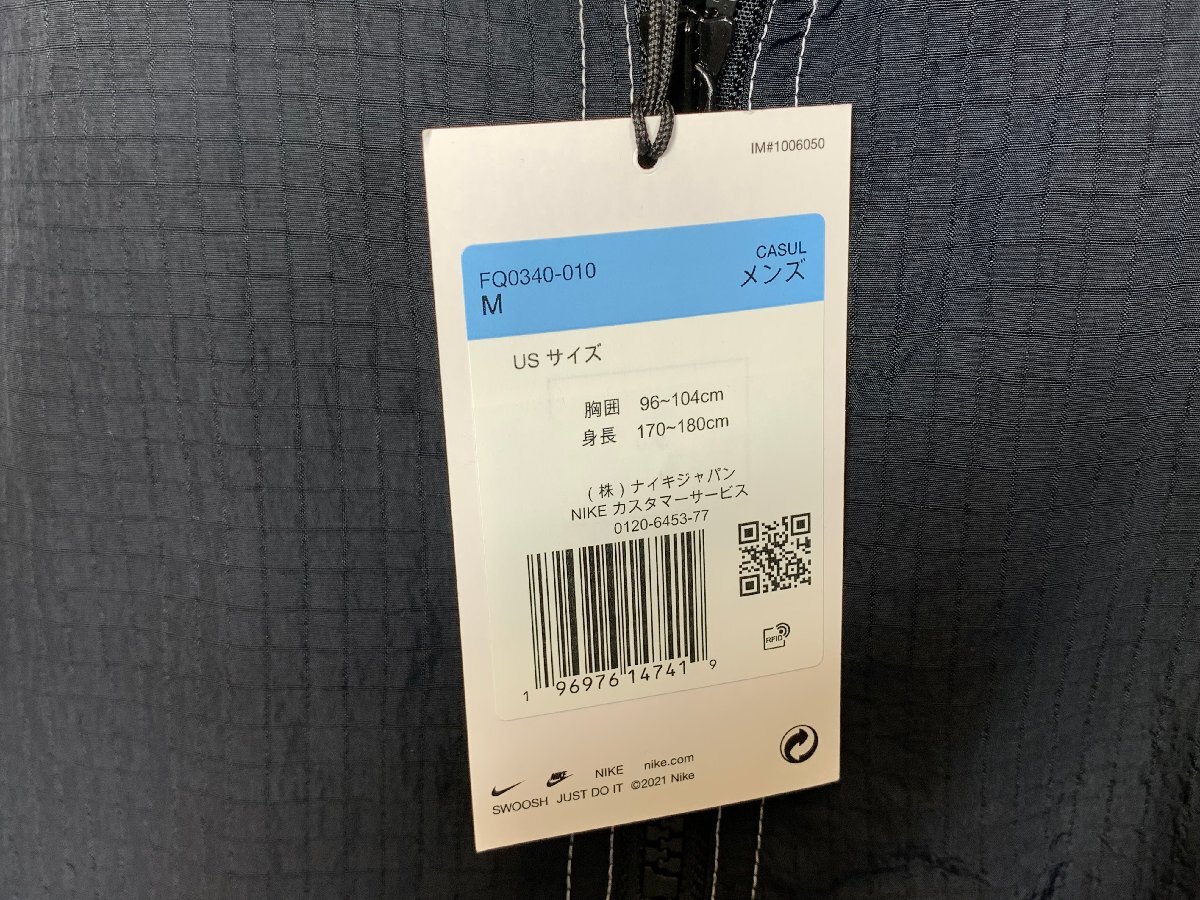 IM#1006050
FQ0340-010
CASUL
M
メンズ
US サイズ
胸囲 96~104cm
身長 170~180cm
(株)ナイキジャパン
NIKE カスタマーサービス
0120-6453-77
1 96976 14741 9
RFID
NIKE nike.com
SWOOSH JUST DO IT ©2021 Nike